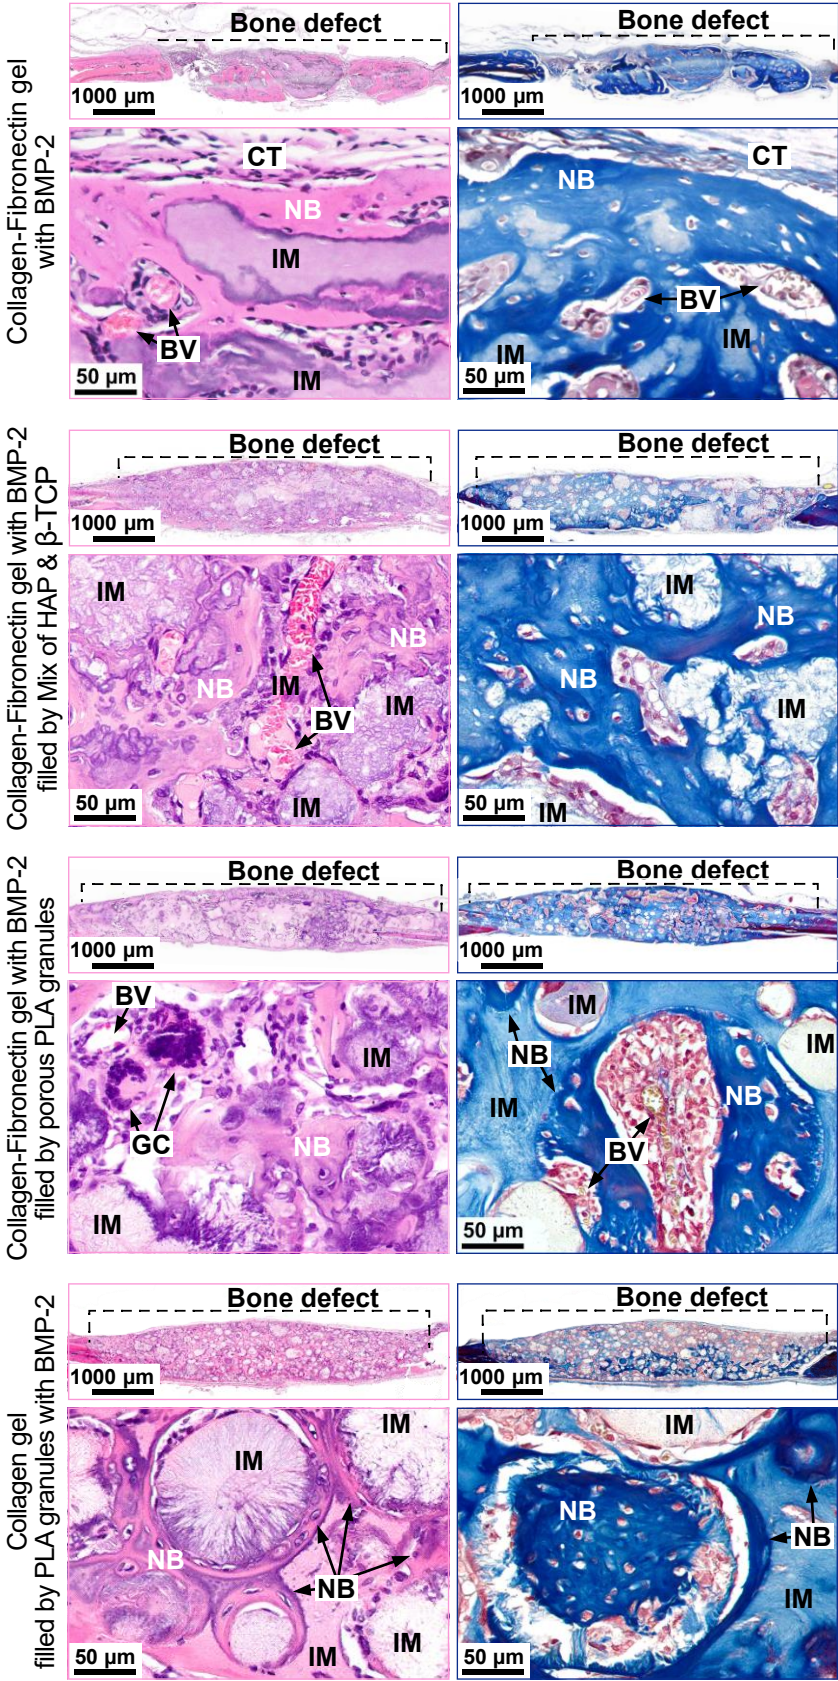 Collagen-Fibronectin gel
with BMP-2
Bone defect
1000 µm
Bone defect
1000 µm
CT
NB
IM
BV
IM
50 µm
CT
NB
BV
IM
IM
50 µm
Collagen-Fibronectin gel with BMP-2
filled by Mix of HAP & β-TCP
Bone defect
1000 µm
Bone defect
1000 µm
IM
NB
NB
IM
IM
BV
IM
50 µm
IM
NB
NB
IM
IM
50 µm
Collagen-Fibronectin gel with BMP-2
filled by porous PLA granules
Bone defect
1000 µm
Bone defect
1000 µm
BV
IM
GC
NB
IM
50 µm
IM
IM
NB
NB
IM
BV
50 µm
Collagen gel
filled by PLA granules with BMP-2
Bone defect
1000 µm
Bone defect
1000 µm
IM
IM
NB
NB
IM
IM
50 µm
IM
NB
NB
IM
50 µm